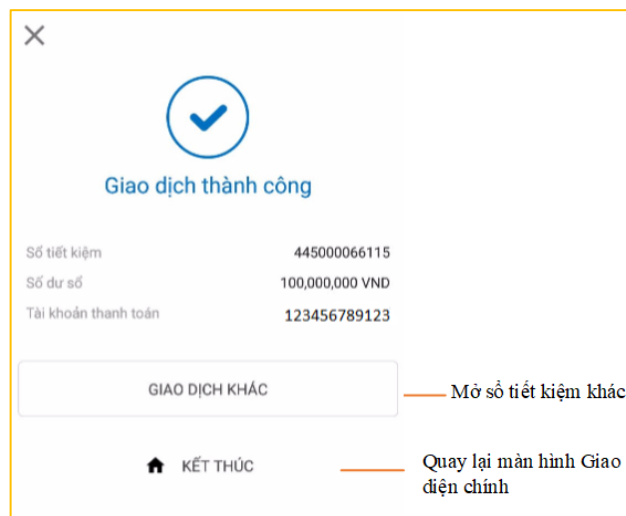 Giao dịch thành công
Sổ tiết kiệm 445000066115
Số dư sổ 100,000,000 VND
Tài khoản thanh toán 123456789123
GIAO DỊCH KHÁC
Mở sổ tiết kiệm khác
KẾT THÚC
Quay lại màn hình Giao
diện chính